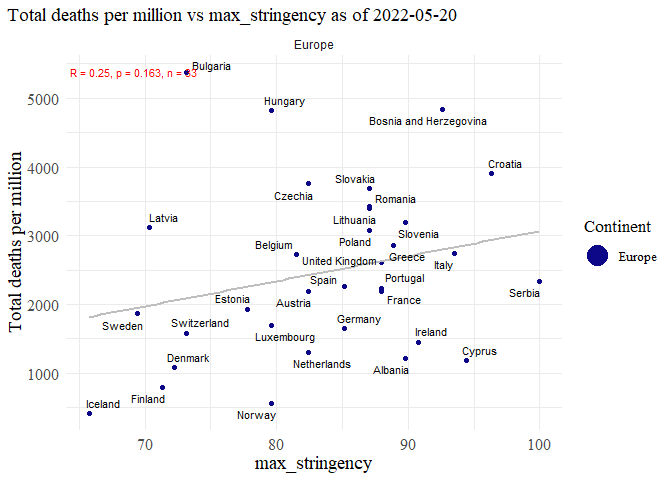 Total deaths per million vs max_stringency as of 2022-05-20
Europe
R = 0.25, p = 0.163, n = 33
Bulgaria
Hungary
Bosnia and Herzegovina
Croatia
Slovakia
Czechia
Romania
Latvia
Lithuania
Slovenia
Poland
Belgium
Greece
United Kingdom
Italy
Spain
Portugal
Serbia
Estonia
Austria
France
Sweden
Switzerland
Germany
Luxembourg
Ireland
Denmark
Netherlands
Cyprus
Albania
Finland
Iceland
Norway
5000
4000
3000
2000
1000
70
80
90
100
max_stringency
Total deaths per million
Continent
Europe